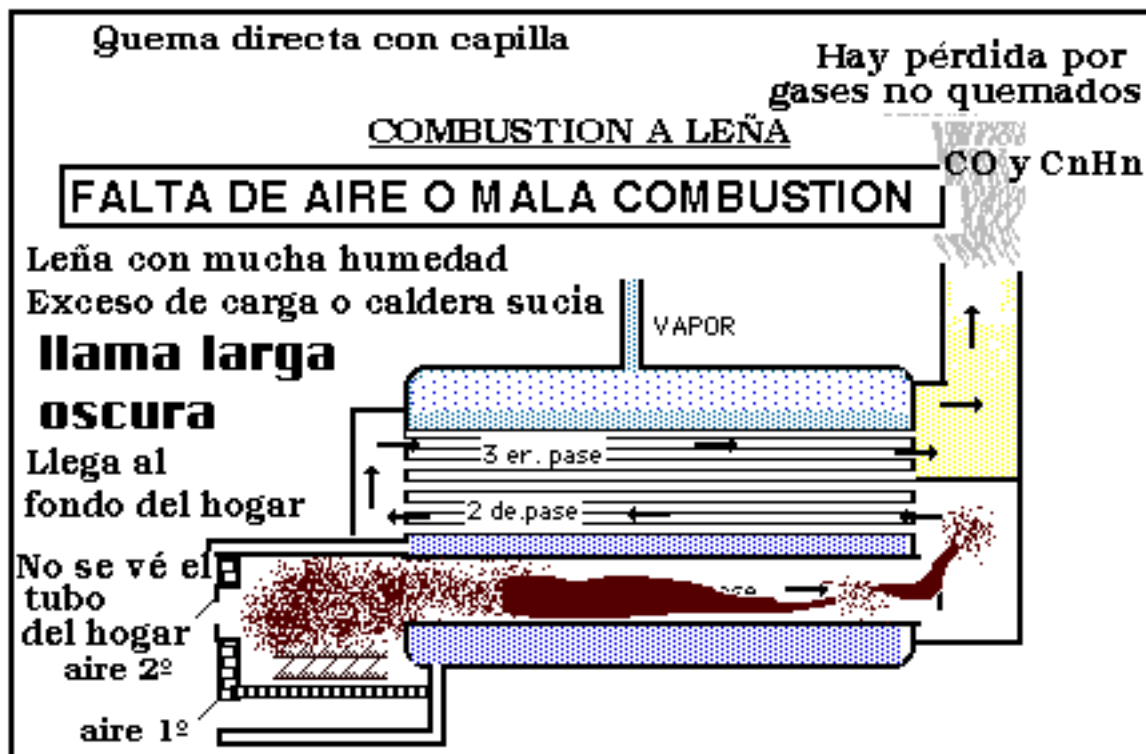 Quema directa con capilla
Hay pérdida por
gases no quemados
COMBUSTION A LEÑA
CO y CnHn
FALTA DE AIRE O MALA COMBUSTION
Leña con mucha humedad
Exceso de carga o caldera sucia
VAPOR
llama larga
oscura
3 er. pase
Llega al
fondo del hogar
2 de.pase
No se vé el
tubo
del hogar
aire 2º
aire 1º